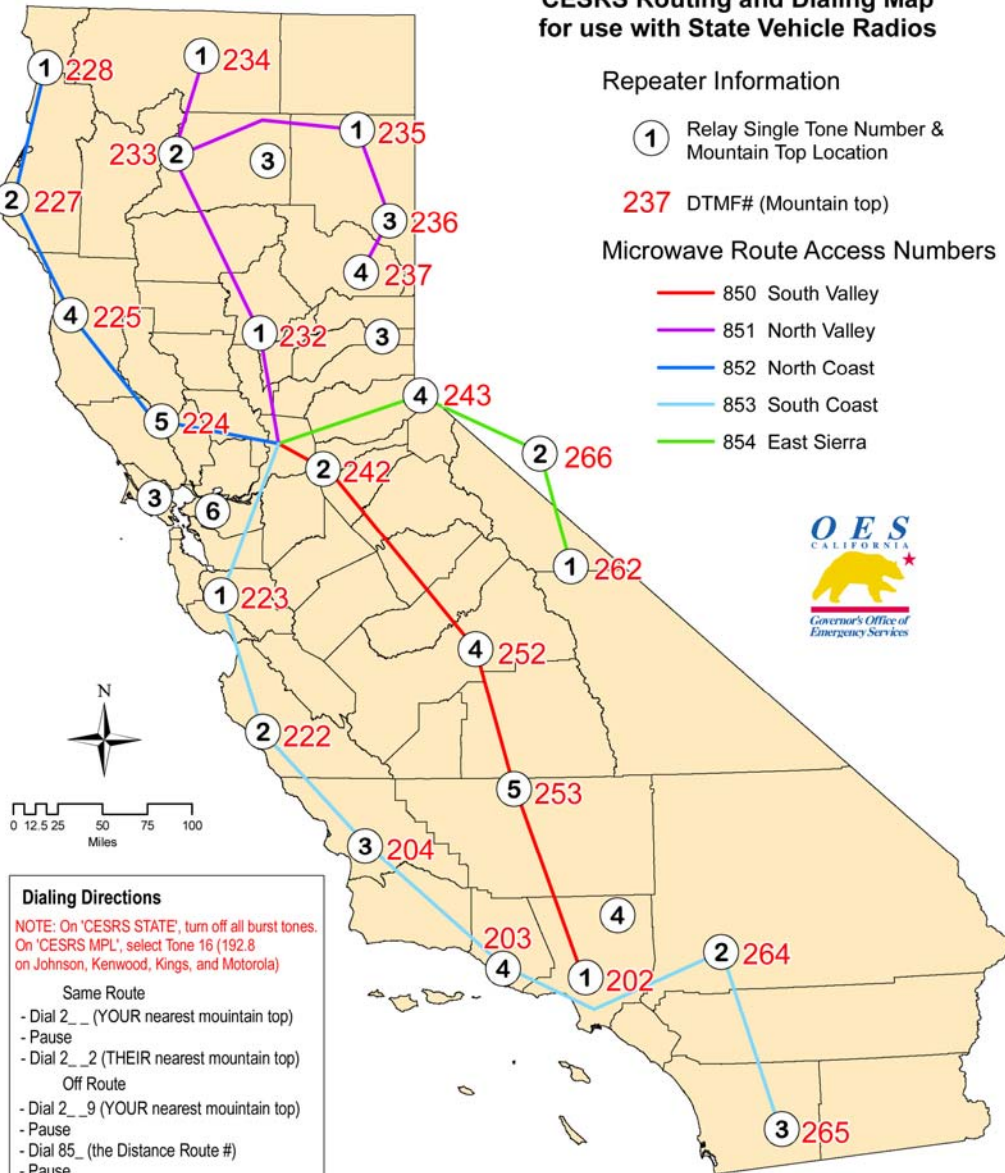 CESRS Routing and Dialing Map
for use with State Vehicle Radios
Repeater Information
1 Relay Single Tone Number &
Mountain Top Location
237 DTMF# (Mountain top)
Microwave Route Access Numbers
850 South Valley
851 North Valley
852 North Coast
853 South Coast
854 East Sierra
OES
CALIFORNIA
Governor's Office of
Emergency Services
1 228
1 234
1 235
233 2
3
2 227
3 236
4 237
4 225
1 232
3
4 243
5 224
2 242
2 266
3
6
1 262
1 223
4 252
2 222
5 253
3 204
4
203
4
1 202
2 264
3 265
N
0 12.5 25 50 75 100
Miles
Dialing Directions
NOTE: On 'CESRS STATE', turn off all burst tones.
On 'CESRS MPL', select Tone 16 (192.8
on Johnson, Kenwood, Kings, and Motorola)
Same Route
- Dial 2_ _ (YOUR nearest mouintain top)
- Pause
- Dial 2_ _2 (THEIR nearest mountain top)
Off Route
- Dial 2_ _9 (YOUR nearest mouintain top)
- Pause
- Dial 85_ (the Distance Route #)
- Pause